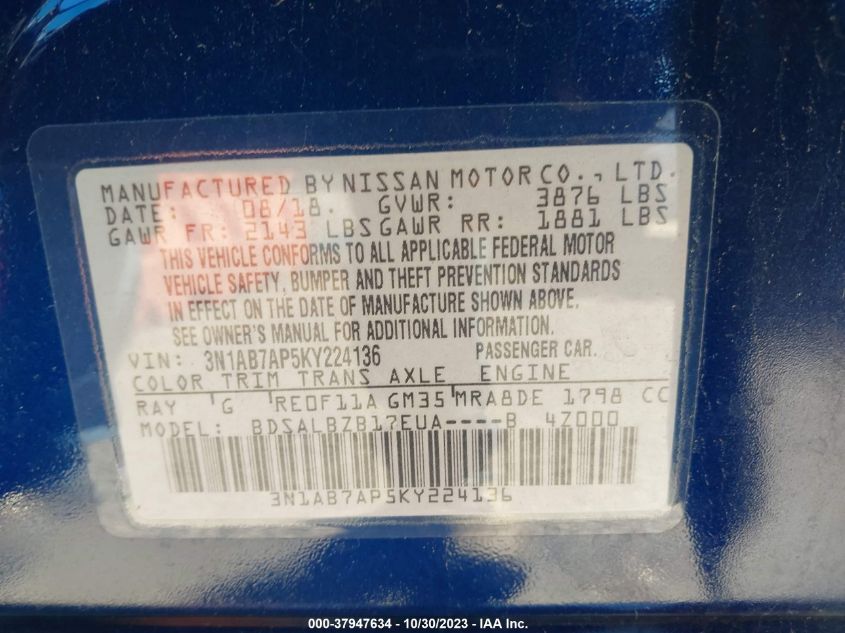 MANUFACTURED BY NISSAN MOTOR CO., LTD.
DATE: 08/18. GVWR: 3876 LBS
GAWR FR: 2143 LBS GAWR RR: 1881 LBS
THIS VEHICLE CONFORMS TO ALL APPLICABLE FEDERAL MOTOR
VEHICLE SAFETY, BUMPER AND THEFT PREVENTION STANDARDS
IN EFFECT ON THE DATE OF MANUFACTURE SHOWN ABOVE.
SEE OWNER'S MANUAL FOR ADDITIONAL INFORMATION.
VIN: 3N1AB7AP5KY224136 PASSENGER CAR.
COLOR TRIM TRANS AXLE ENGINE
RAY 'G 'RE0F11A GM35 'MRA8DE 1798 CC
MODEL: BDSALBZB17EUA----B 4Z000
3N1AB7AP5KY224136
000-37947634 - 10/30/2023 - IAA Inc.